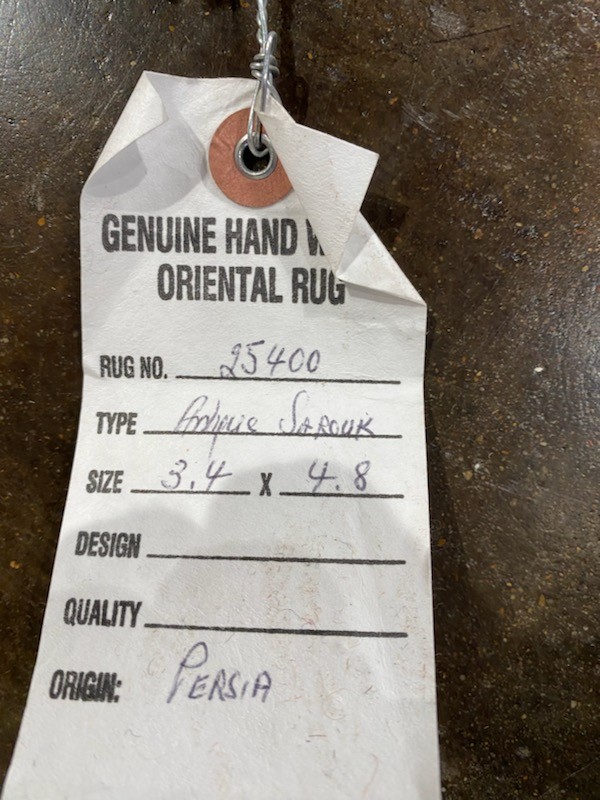 GENUINE HAND
ORIENTAL RUG
RUG NO. 25400
TYPE Antique SAROUK
SIZE 3.4 X 4.8
DESIGN
QUALITY
ORIGIN: PERSIA